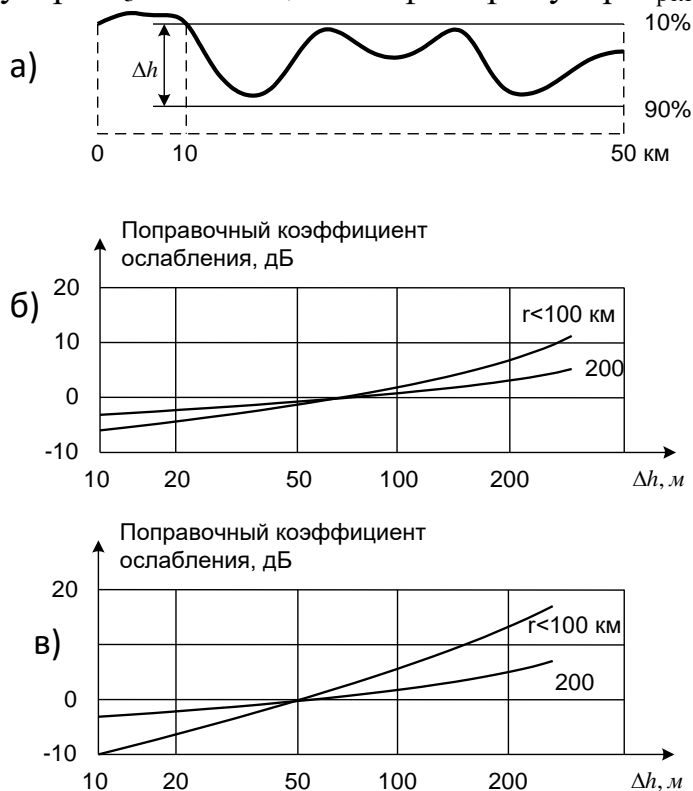 10%
а)
Δh
90%
0 10 50 км
Поправочный коэффициент
ослабления, дБ
20
б)
r<100 км
10
200
0
-10
10 20 50 100 200 Δh, м
Поправочный коэффициент
ослабления, дБ
20
r<100 км
в)
200
0
-10
10 20 50 100 200 Δh, м